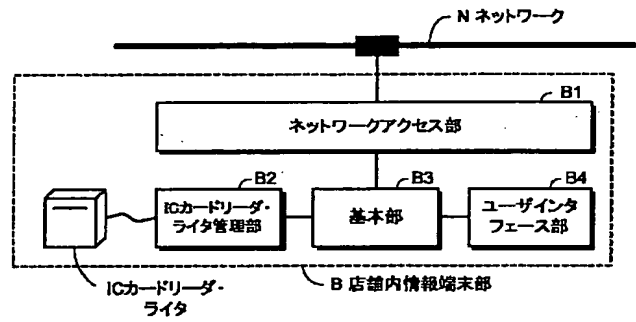 N ネットワーク
B1
ネットワークアクセス部
B2
B3
B4
ICカードリーダ・
ライタ管理部
基本部
ユーザインタ
フェース部
ICカードリーダ・
ライタ
B 店舗内情報端末部